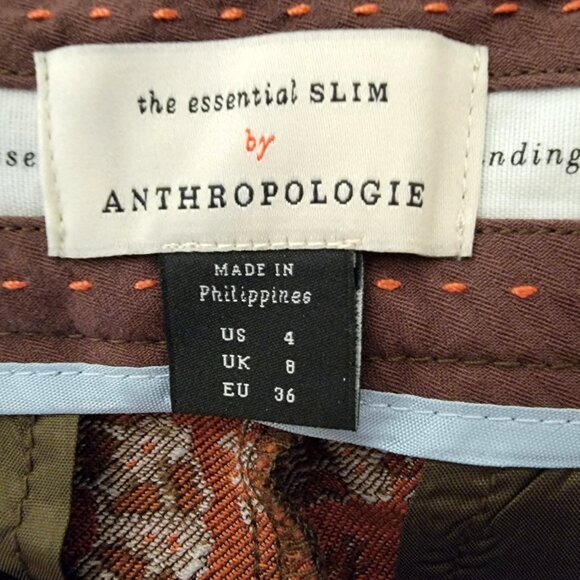 the essential SLIM
by
ANTHROPOLOGIE
MADE IN
Philippines
US 4
UK 8
EU 36